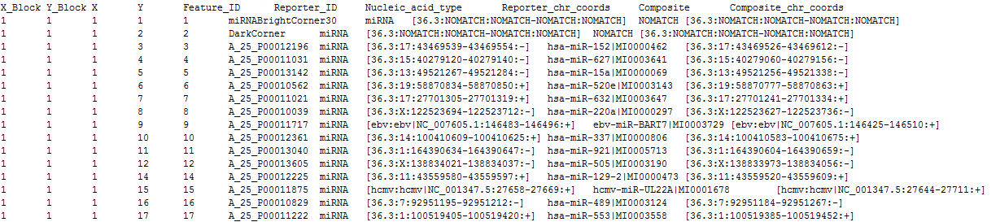 X_Block Y_Block X Y Feature_ID Reporter_ID Nucleic_acid_type Reporter_chr_coords Composite Composite_chr_coords
1 1 1 1 1 miRNABrightCorner30 miRNA [36.3:NOMATCH:NOMATCH-NOMATCH:NOMATCH] NOMATCH [36.3:NOMATCH:NOMATCH-NOMATCH:NOMATCH]
1 1 1 2 2 DarkCorner miRNA [36.3:NOMATCH:NOMATCH-NOMATCH:NOMATCH] NOMATCH [36.3:NOMATCH:NOMATCH-NOMATCH:NOMATCH]
1 1 1 3 3 A_25_P00012196 miRNA [36.3:17:43469539-43469554:-] hsa-miR-152|MI0000462 [36.3:17:43469526-43469612:-]
1 1 1 4 4 A_25_P00011031 miRNA [36.3:15:40279120-40279140:-] hsa-miR-627|MI0003641 [36.3:15:40279060-40279156:-]
1 1 1 5 5 A_25_P00013142 miRNA [36.3:13:49521267-49521284:-] hsa-miR-15a|MI0000069 [36.3:13:49521256-49521338:-]
1 1 1 6 6 A_25_P00010562 miRNA [36.3:19:58870834-58870850:+] hsa-miR-520e|MI0003143 [36.3:19:58870777-58870863:+]
1 1 1 7 7 A_25_P00011021 miRNA [36.3:17:27701305-27701319:+] hsa-miR-632|MI0003647 [36.3:17:27701241-27701334:+]
1 1 1 8 8 A_25_P00010039 miRNA [36.3:X:122523694-122523712:-] hsa-miR-220a|MI0000297 [36.3:X:122523627-122523736:-]
1 1 1 9 9 A_25_P00011717 miRNA [ebv:ebv|NC_007605.1:146483-146496:+] ebv-miR-BART7|MI0003729 [ebv:ebv|NC_007605.1:146425-146510:+]
1 1 1 10 10 A_25_P00012361 miRNA [36.3:14:100410609-100410625:+] hsa-miR-337|MI0000806 [36.3:14:100410583-100410675:+]
1 1 1 11 11 A_25_P00013040 miRNA [36.3:1:164390634-164390647:-] hsa-miR-921|MI0005713 [36.3:1:164390604-164390659:-]
1 1 1 12 12 A_25_P00013605 miRNA [36.3:X:138834021-138834037:-] hsa-miR-505|MI0003190 [36.3:X:138833973-138834056:-]
1 1 1 14 14 A_25_P00012225 miRNA [36.3:11:43559580-43559597:+] hsa-miR-129-2|MI0000473 [36.3:11:43559520-43559609:+]
1 1 1 15 15 A_25_P00011875 miRNA [hcmv:hcmv|NC_001347.5:27658-27669:+] hcmv-miR-UL22A|MI0001678 [hcmv:hcmv|NC_001347.5:27644-27711:+]
1 1 1 16 16 A_25_P00010829 miRNA [36.3:7:92951195-92951212:-] hsa-miR-489|MI0003124 [36.3:7:92951184-92951267:-]
1 1 1 17 17 A_25_P00011222 miRNA [36.3:1:100519405-100519420:+] hsa-miR-553|MI0003558 [36.3:1:100519385-100519452:+]